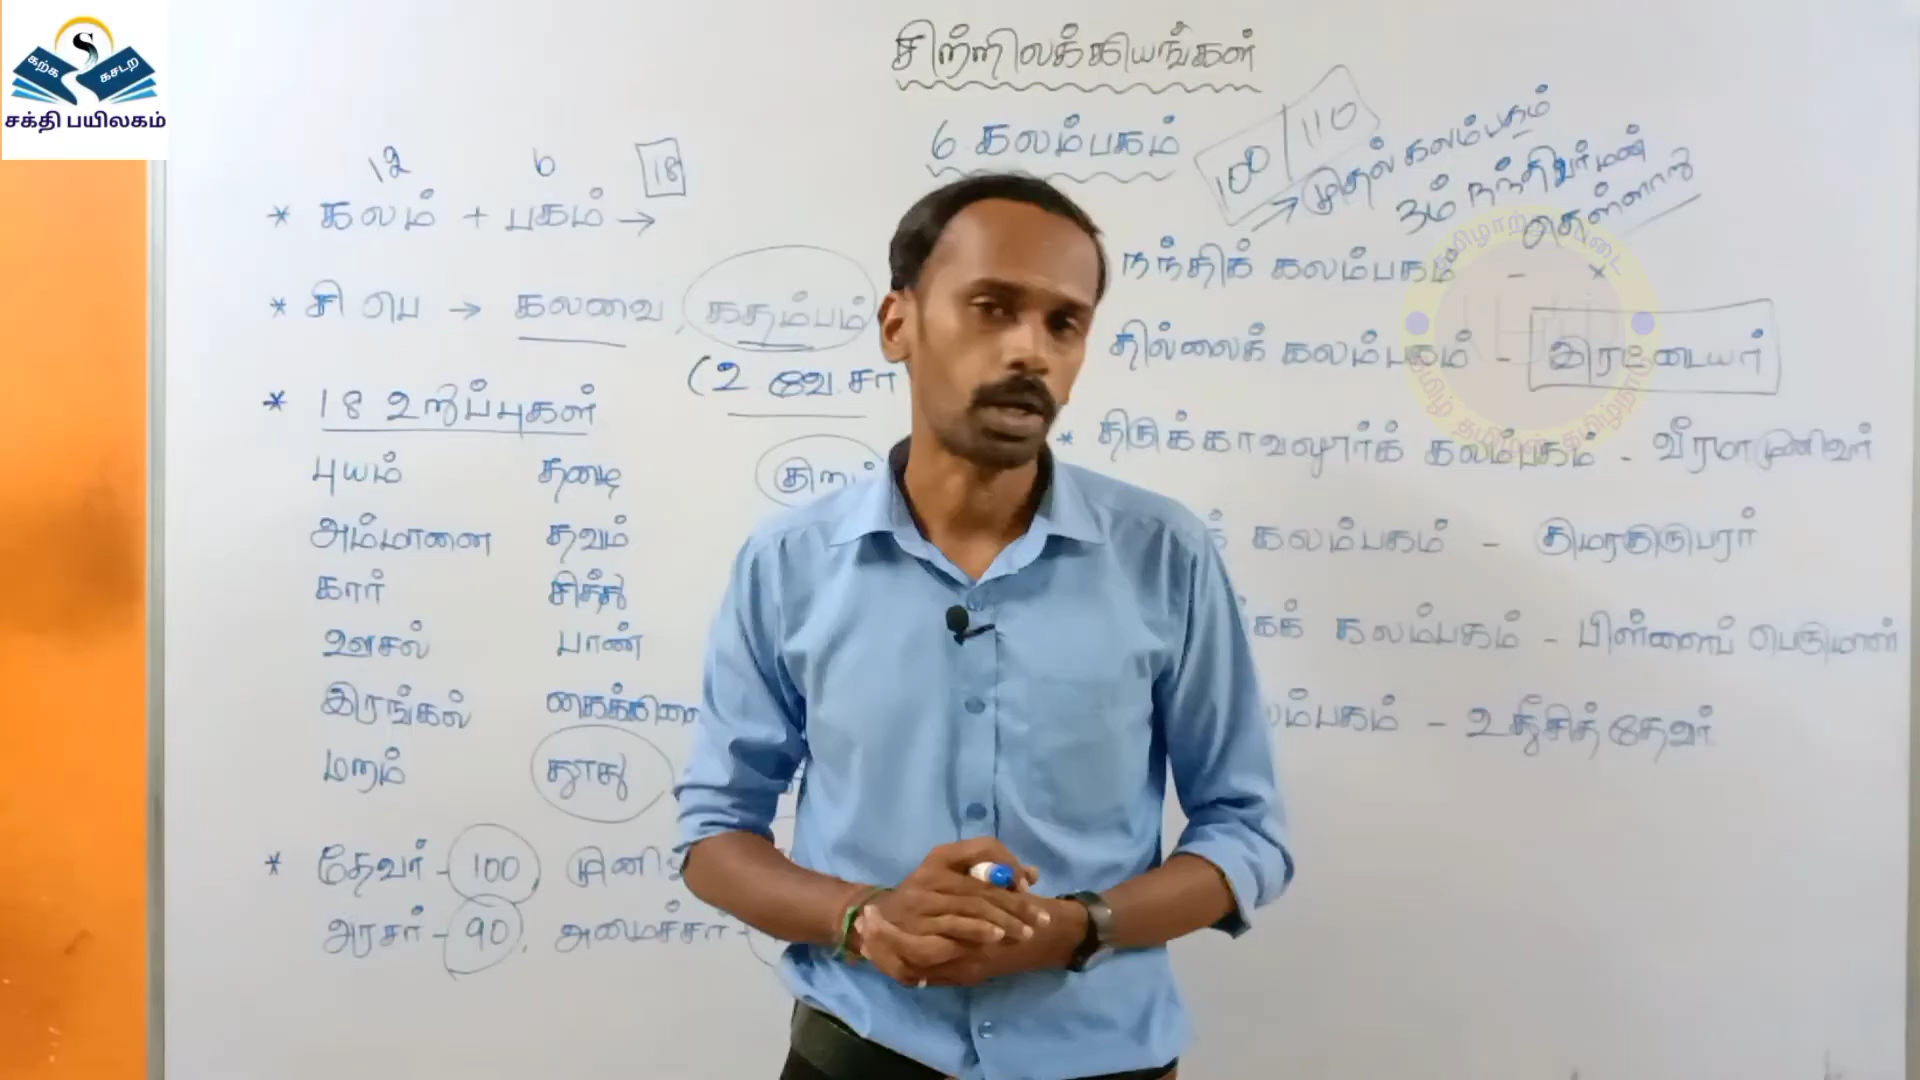 S
கற்க
கசடற
சக்தி பயிலகம்
சிற்றிலக்கியங்கள்
6 கலம்பகம்
100 / 110
முதல் கலம்பகம்
3ம் நந்திவர்மன்
தெள்ளாறு
12 6 18
* கலம் + பகம் →
* சி பெ → கலவை, கதம்பம்
(உ வே.சா
* 18 உறுப்புகள்
புயம் தழை குறம்
அம்மானை தவம்
கார் சித்து
ஊசல் பாண்
இரங்கல் கைக்கிளை
மறம் தூது
* தேவர் - 100, முனிவ
அரசர் - 90, அமைச்சர் -
நந்திக் கலம்பகம் - ×
தில்லைக் கலம்பகம் - இரட்டையர்
* திருக்காவலூர்க் கலம்பகம் - வீரமாமுனிவர்
க் கலம்பகம் - குமரகுருபரர்
கக் கலம்பகம் - பிள்ளைப் பெருமாள்
லம்பகம் - உதீசித் தேவர்